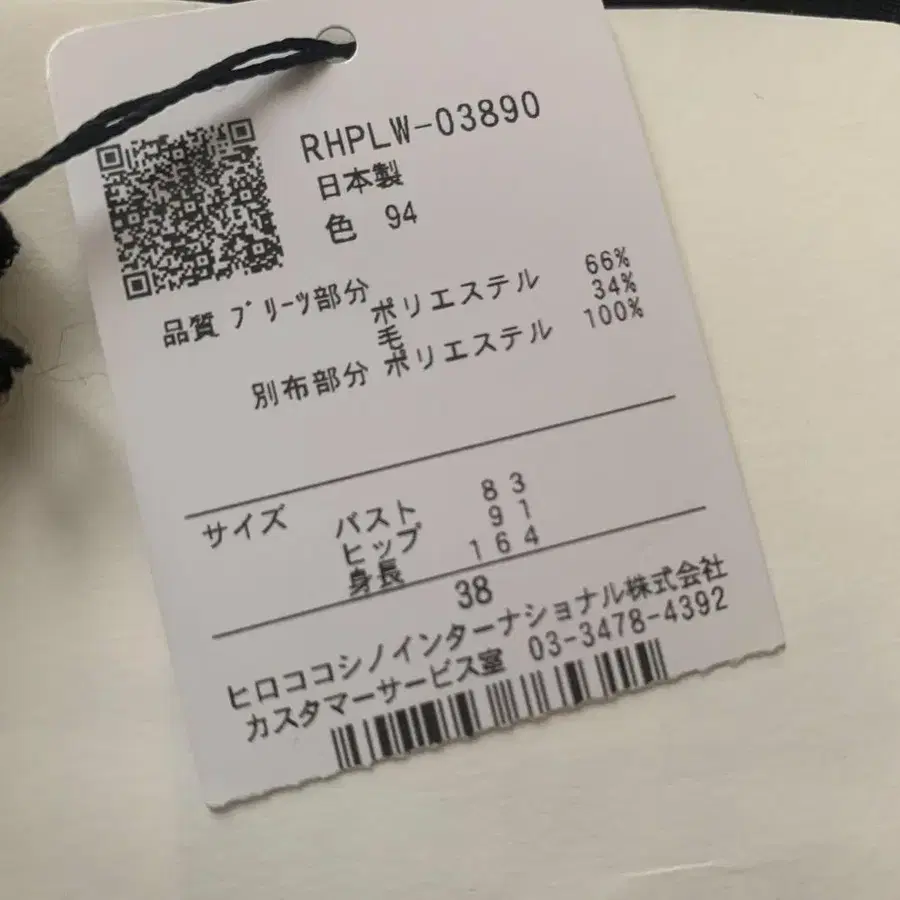 RHPLW-03890
日本製
色 94
品質 プリーツ部分 ポリエステル 66%
毛 34%
別布部分 ポリエステル 100%
サイズ バスト 83
ヒップ 91
身長 164
38
ヒロココシノインターナショナル株式会社
カスタマーサービス室 03-3478-4392